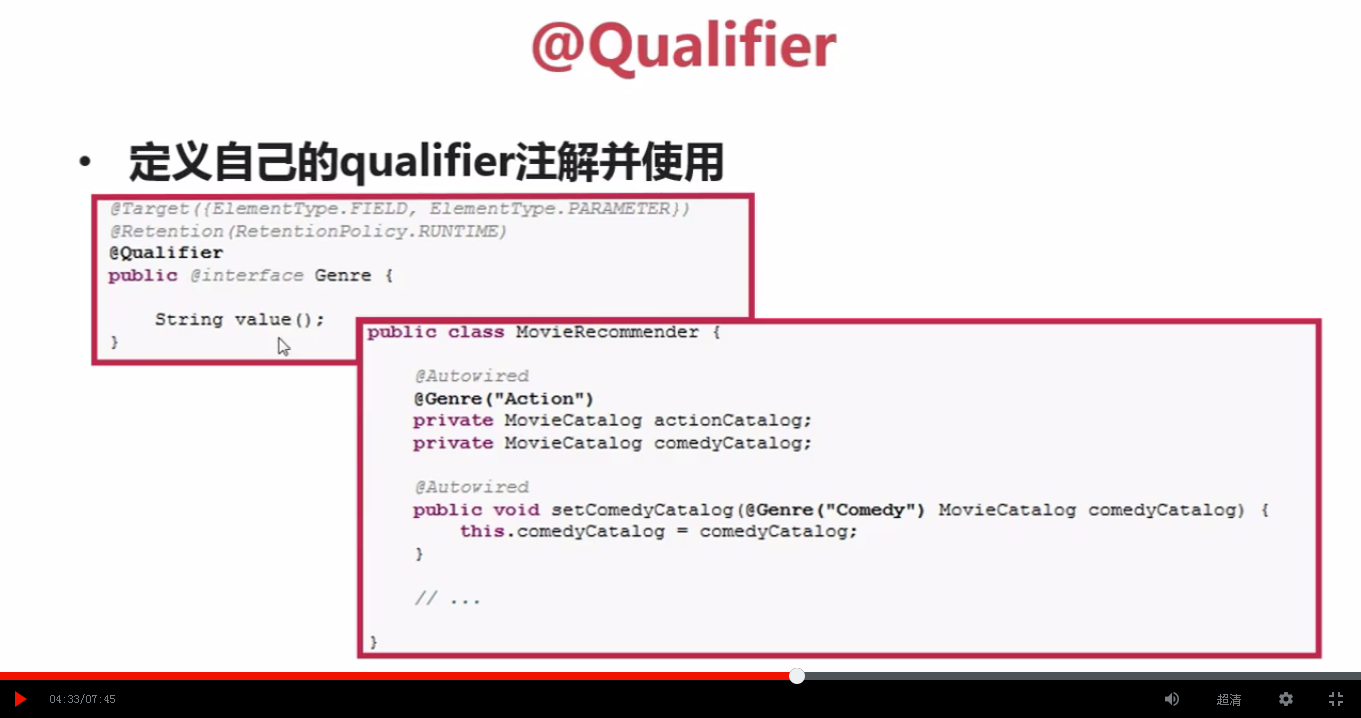 @Qualifier
• 定义自己的qualifier注解并使用
@Target({ElementType.FIELD, ElementType.PARAMETER})
@Retention(RetentionPolicy.RUNTIME)
@Qualifier
public @interface Genre {
String value();
}
public class MovieRecommender {
@Autowired
@Genre("Action")
private MovieCatalog actionCatalog;
private MovieCatalog comedyCatalog;
@Autowired
public void setComedyCatalog(@Genre("Comedy") MovieCatalog comedyCatalog) {
this.comedyCatalog = comedyCatalog;
}
// ...
}
04:33/07:45
超清